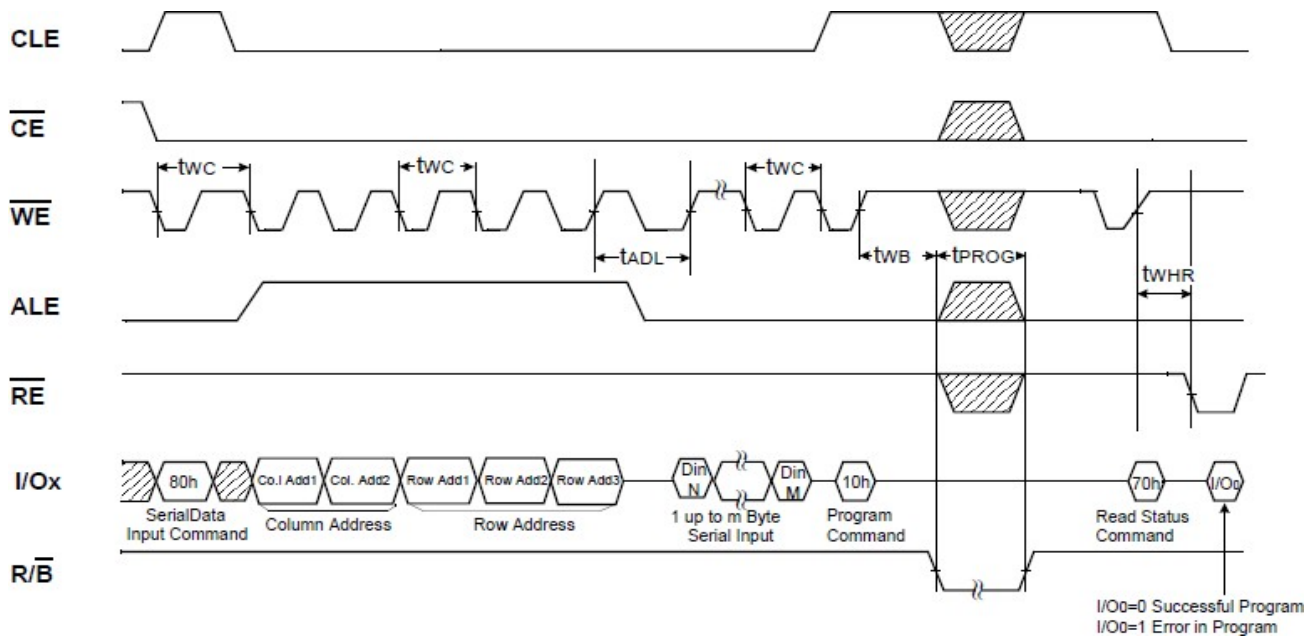 CLE
CE
tWC
tWC
tWC
WE
tADL
tWB
tPROG
tWHR
ALE
RE
I/Ox
80h
Co.l Add1
Col. Add2
Row Add1
Row Add2
Row Add3
Din
N
Din
M
10h
70h
I/O0
SerialData
Input Command
Column Address
Row Address
1 up to m Byte
Serial Input
Program
Command
Read Status
Command
R/B
I/O0=0 Successful Program
I/O0=1 Error in Program